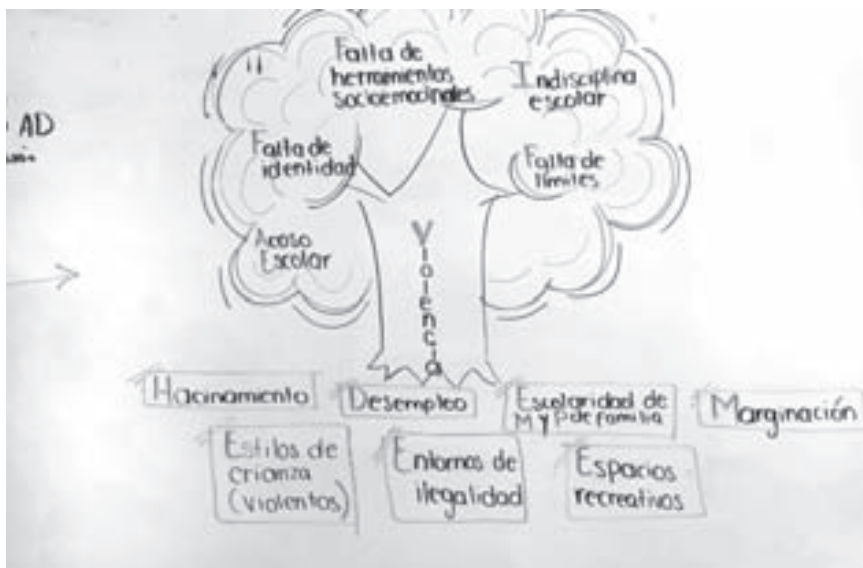 Falta de
herramientas
socioemocinales
Indisciplina
escolar
AD
Falta de
identidad
Falta de
límites
Acoso
Escolar
Violencia
Hacinamiento
Desempleo
Escolaridad de
M y P de familia
Marginación
Estilos de
crianza
(violentos)
Entornos de
ilegalidad
Espacios
recreativos